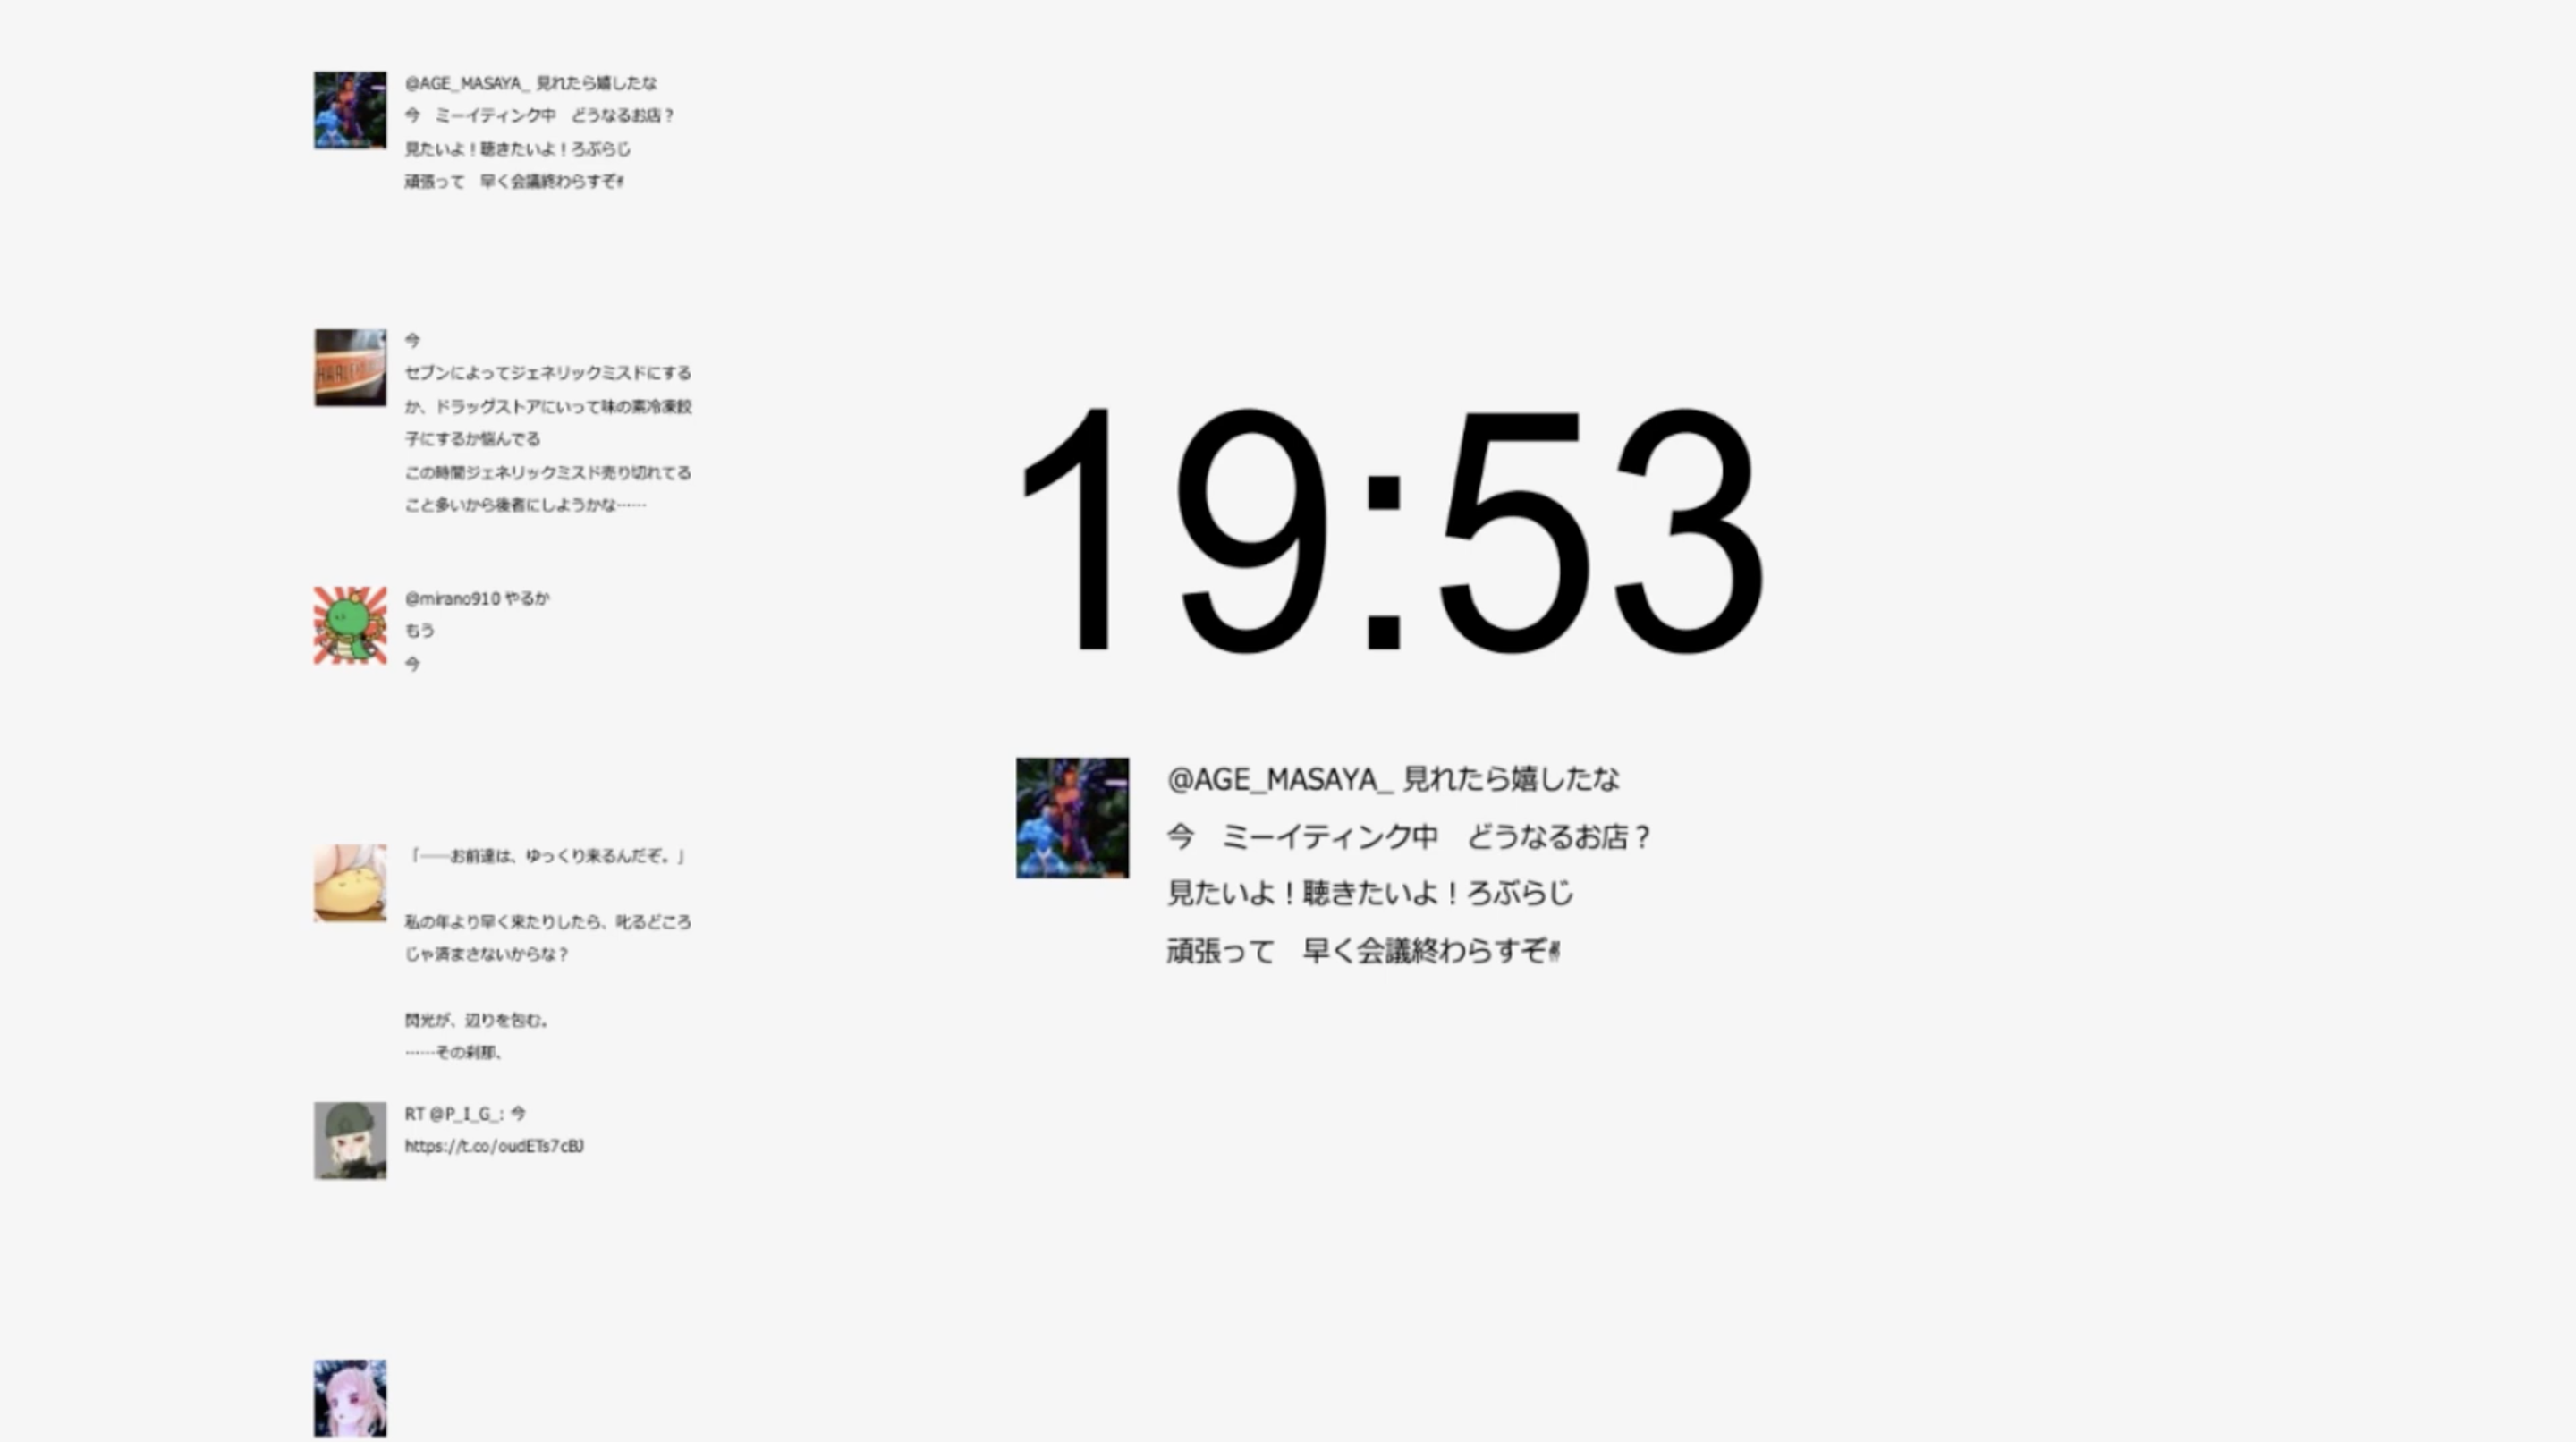 @AGE_MASAYA_ 見れたら嬉したな
今　ミーイティンク中　どうなるお店？
見たいよ！聴きたいよ！ろぶらじ
頑張って　早く会議終わらすぞ✌
今
セブンによってジェネリックミスドにする
か、ドラッグストアにいって味の素冷凍餃
子にするか悩んでる
この時間ジェネリックミスド売り切れてる
こと多いから後者にしようかな……
@mirano910 やるか
もう
今
「──お前達は、ゆっくり来るんだぞ。」
私の年より早く来たりしたら、叱るどころ
じゃ済まさないからな？
閃光が、辺りを包む。
……その刹那、
RT @P_I_G_: 今
https://t.co/oudETs7cBJ
19:53
@AGE_MASAYA_ 見れたら嬉したな
今　ミーイティンク中　どうなるお店？
見たいよ！聴きたいよ！ろぶらじ
頑張って　早く会議終わらすぞ✌